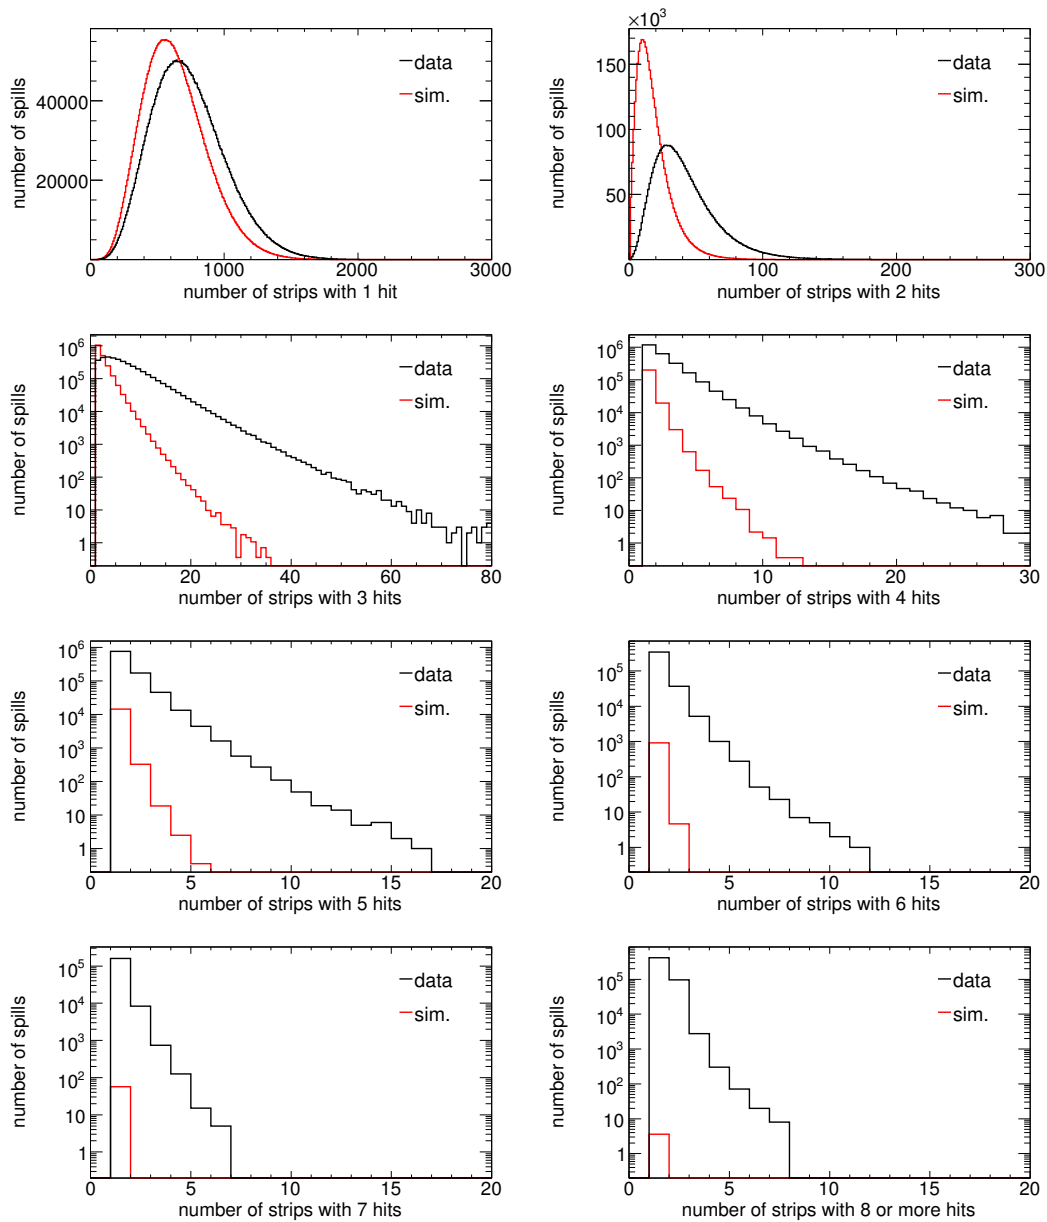 number of spills
40000
20000
data
sim.
0 1000 2000 3000
number of strips with 1 hit
×10³
number of spills
150
100
50
data
sim.
0 100 200 300
number of strips with 2 hits
number of spills
10⁶
10⁵
10⁴
10³
10²
10
1
data
sim.
0 20 40 60 80
number of strips with 3 hits
number of spills
10⁶
10⁵
10⁴
10³
10²
10
1
data
sim.
0 10 20 30
number of strips with 4 hits
number of spills
10⁶
10⁵
10⁴
10³
10²
10
1
data
sim.
0 5 10 15 20
number of strips with 5 hits
number of spills
10⁵
10⁴
10³
10²
10
1
data
sim.
0 5 10 15 20
number of strips with 6 hits
number of spills
10⁵
10⁴
10³
10²
10
1
data
sim.
0 5 10 15 20
number of strips with 7 hits
number of spills
10⁵
10⁴
10³
10²
10
1
data
sim.
0 5 10 15 20
number of strips with 8 or more hits